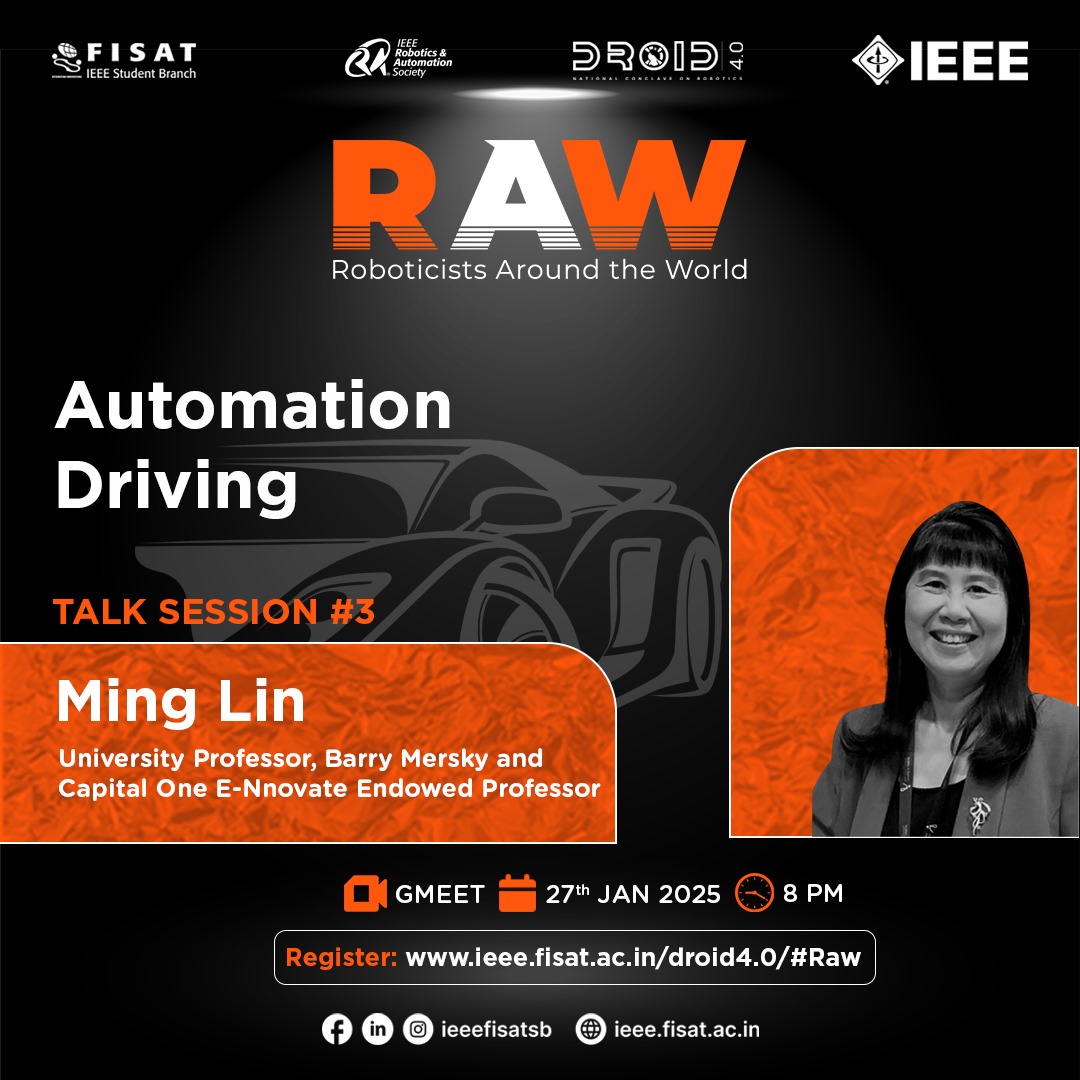 FISAT
IEEE Student Branch
IEEE
Robotics &
Automation
Society
DROID 4.0
NATIONAL CONCLAVE ON ROBOTICS
IEEE
RAW
Roboticists Around the World
Automation
Driving
TALK SESSION #3
Ming Lin
University Professor, Barry Mersky and
Capital One E-Nnovate Endowed Professor
GMEET 27th JAN 2025 8 PM
Register: www.ieee.fisat.ac.in/droid4.0/#Raw
ieeefisatsb ieee.fisat.ac.in